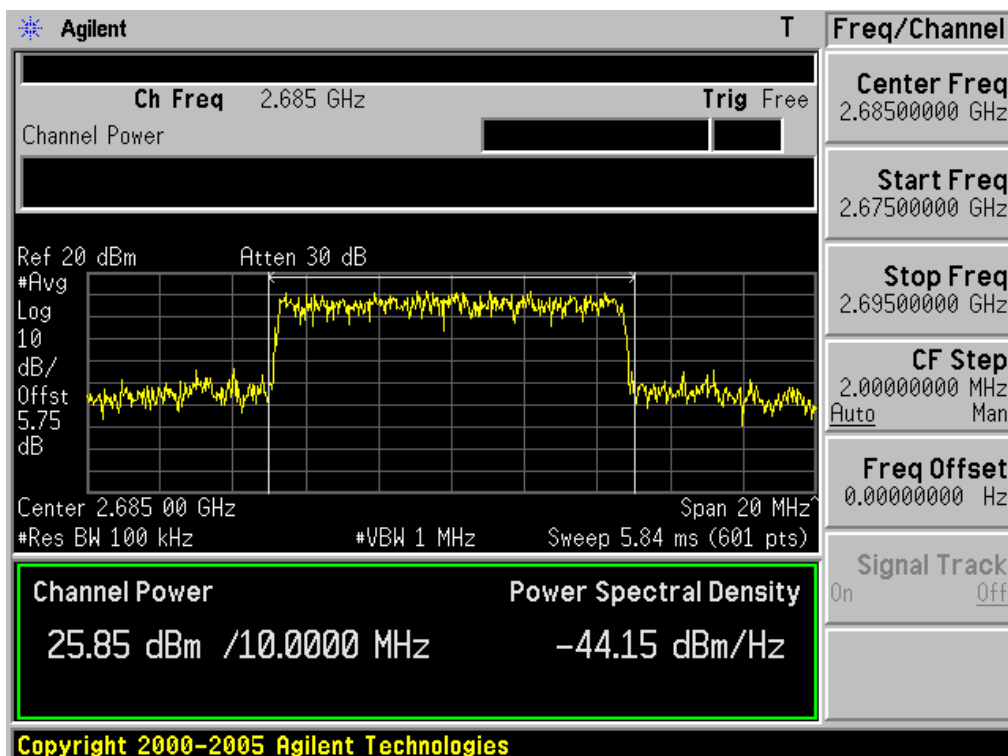 Agilent T Freq/Channel
Ch Freq 2.685 GHz Trig Free
Channel Power
Ref 20 dBm Atten 30 dB
#Avg
Log
10
dB/
Offst
5.75
dB
Center 2.685 00 GHz Span 20 MHz^
#Res BW 100 kHz #VBW 1 MHz Sweep 5.84 ms (601 pts)
Channel Power Power Spectral Density
25.85 dBm /10.0000 MHz -44.15 dBm/Hz
Copyright 2000-2005 Agilent Technologies
Center Freq
2.68500000 GHz
Start Freq
2.67500000 GHz
Stop Freq
2.69500000 GHz
CF Step
2.00000000 MHz
Auto Man
Freq Offset
0.00000000 Hz
Signal Track
On Off